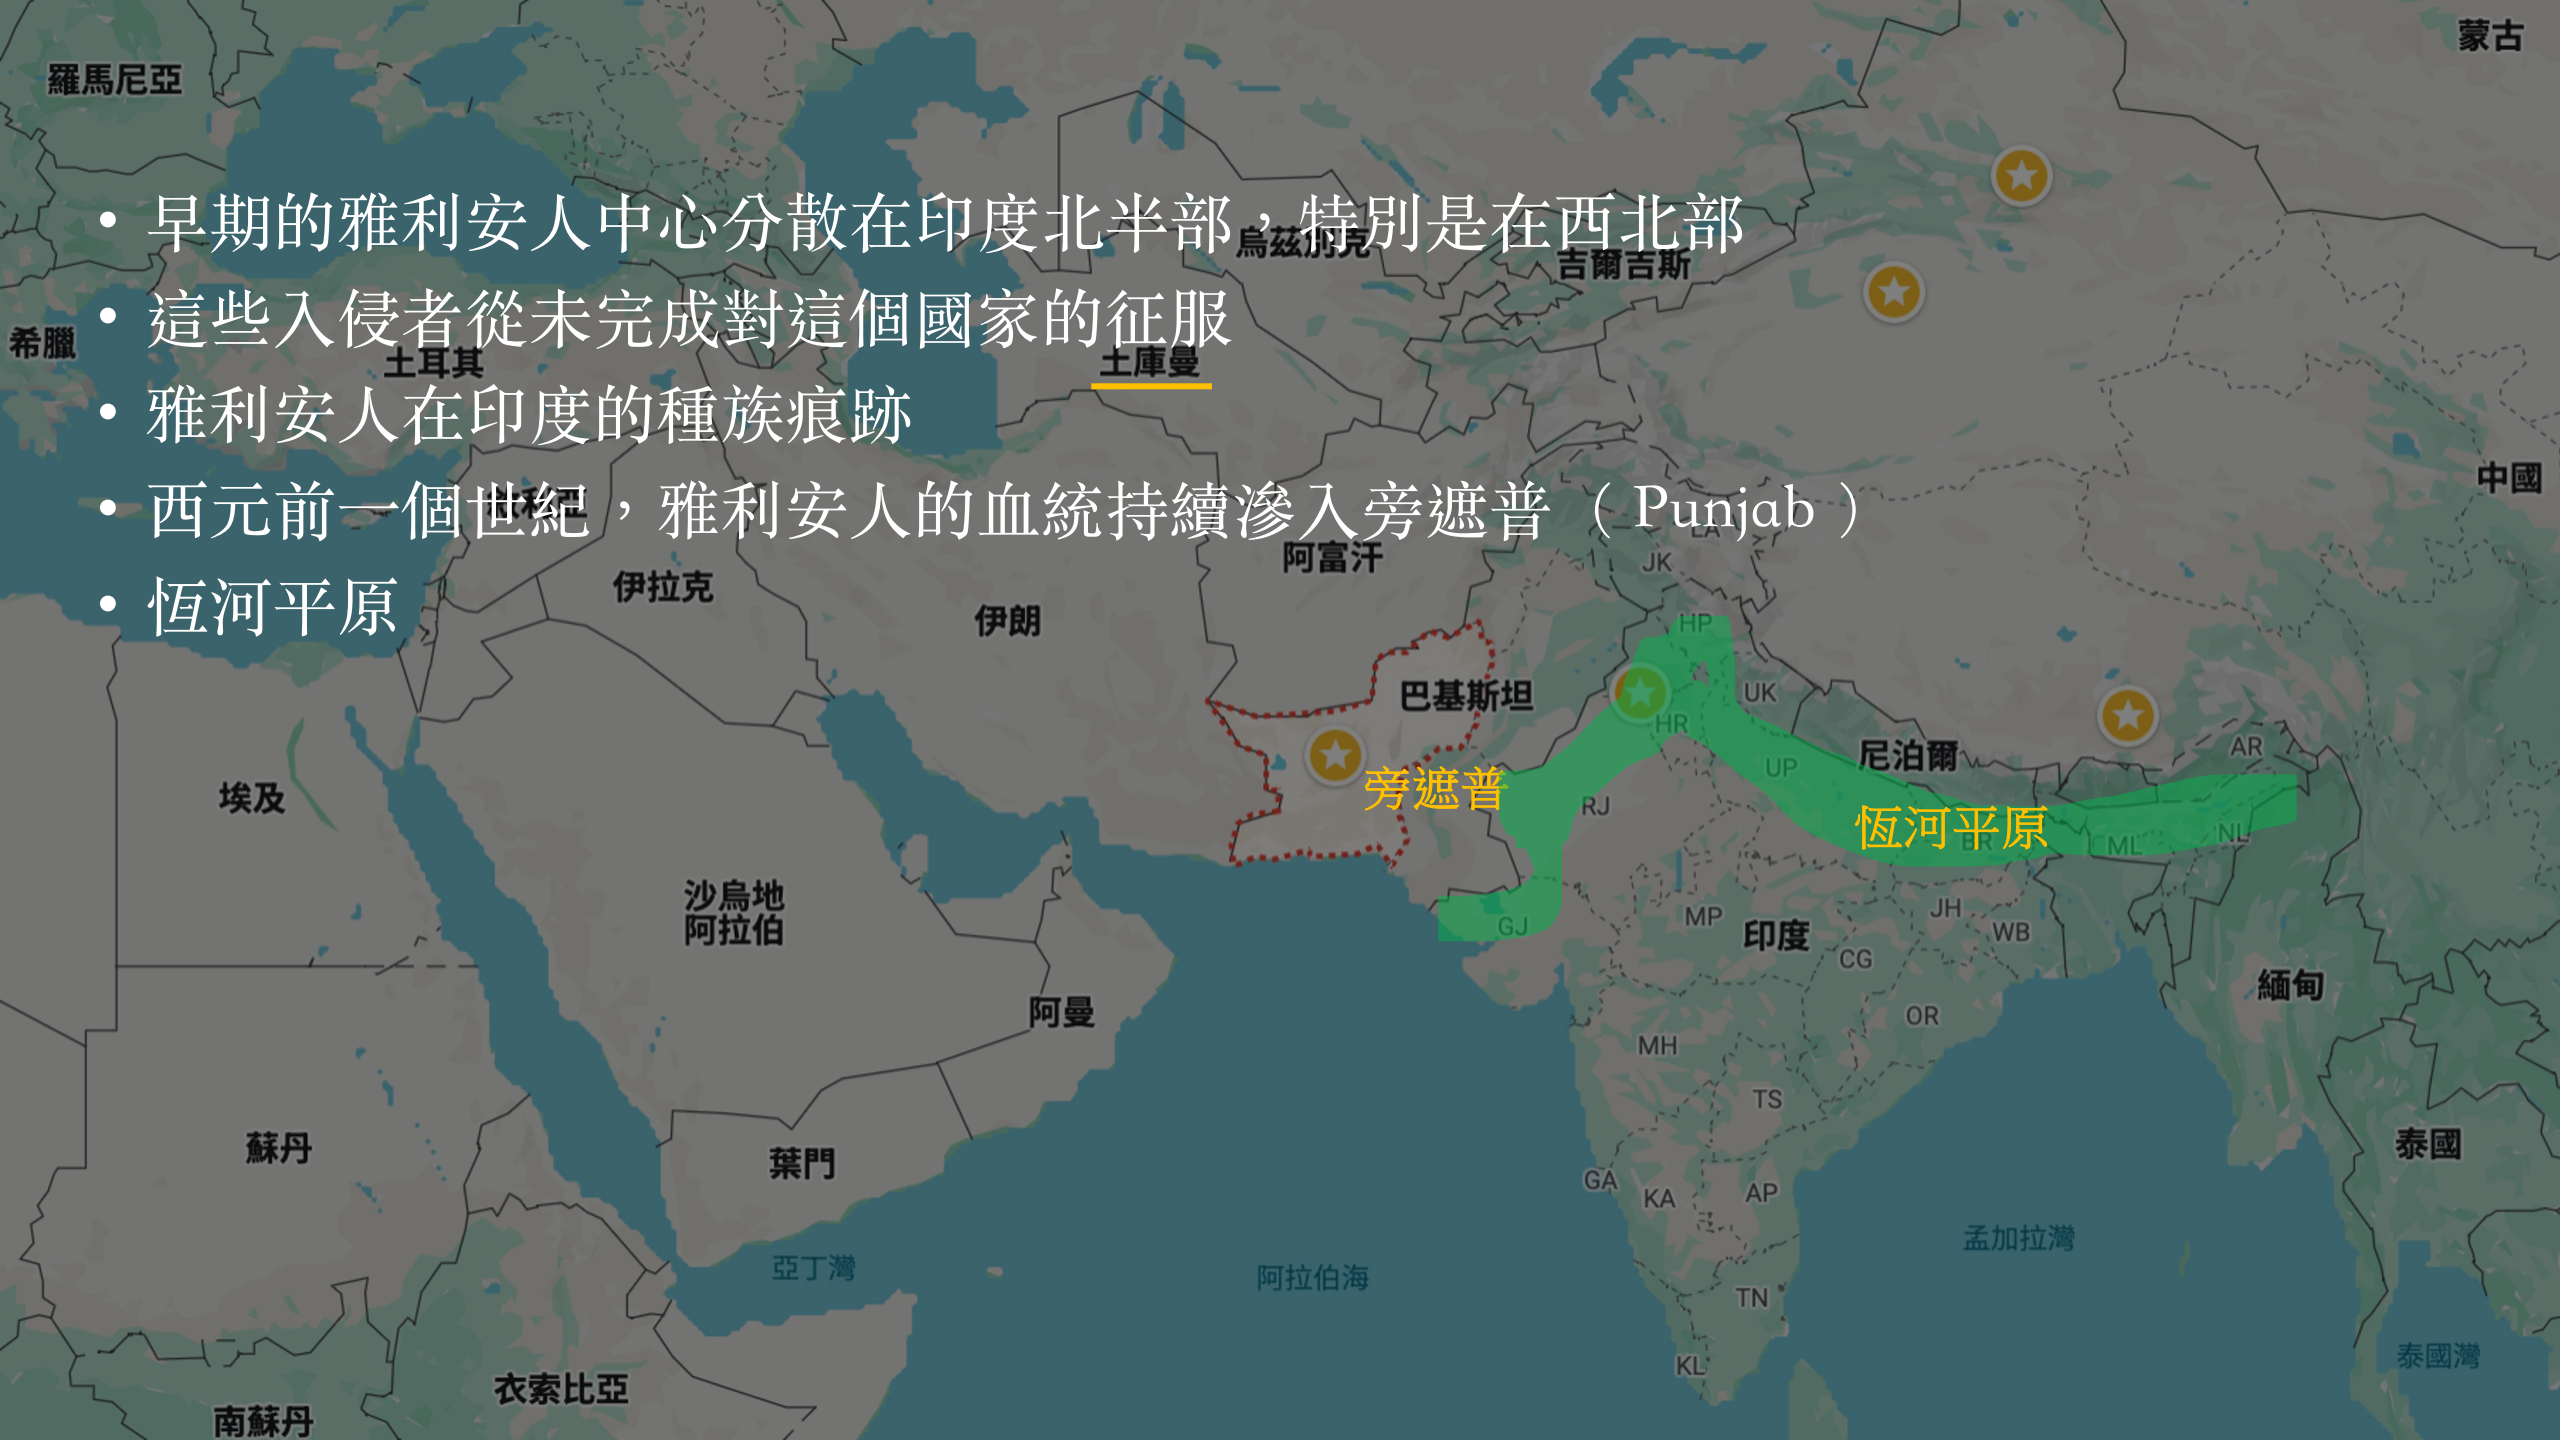 蒙古
羅馬尼亞
• 早期的雅利安人中心分散在印度北半部，特別是在西北部
烏茲別克
吉爾吉斯
• 這些入侵者從未完成對這個國家的征服
希臘
土耳其
土庫曼
• 雅利安人在印度的種族痕跡
中國
• 西元前一個世紀，雅利安人的血統持續滲入旁遮普（Punjab）
敘利亞
LA
阿富汗
JK
伊拉克
• 恆河平原
伊朗
HP
巴基斯坦
UK
HR
AR
尼泊爾
UP
旁遮普
埃及
RJ
恆河平原
BR
ML
NL
沙烏地
阿拉伯
GJ
MP
JH
印度
WB
CG
緬甸
阿曼
OR
MH
TS
蘇丹
泰國
葉門
GA
KA
AP
孟加拉灣
亞丁灣
阿拉伯海
TN
泰國灣
KL
衣索比亞
南蘇丹